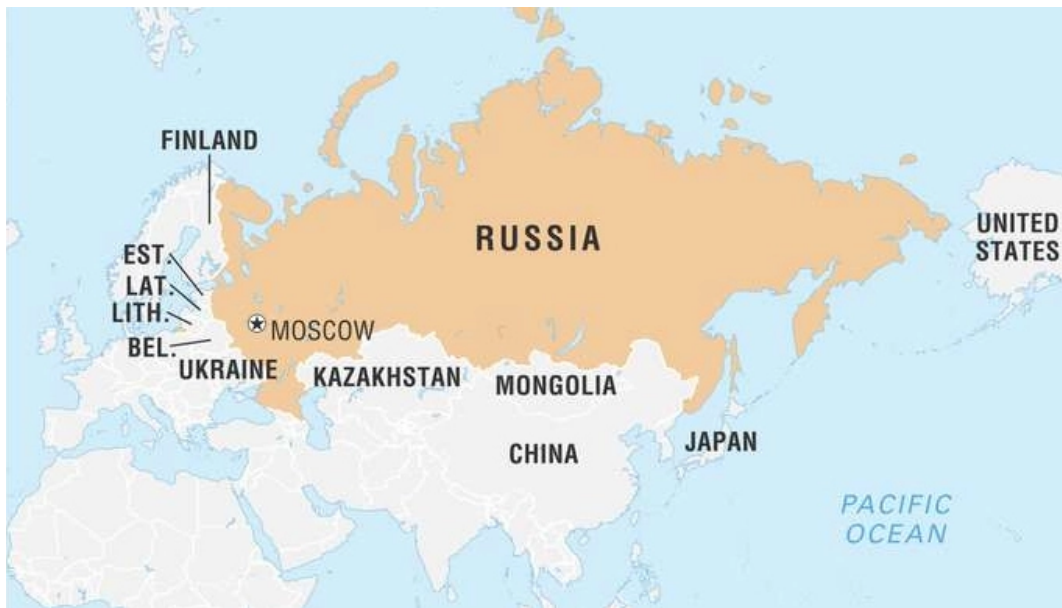 FINLAND
RUSSIA
UNITED
STATES
EST.
LAT.
LITH.
BEL.
MOSCOW
UKRAINE
KAZAKHSTAN
MONGOLIA
CHINA
JAPAN
PACIFIC
OCEAN